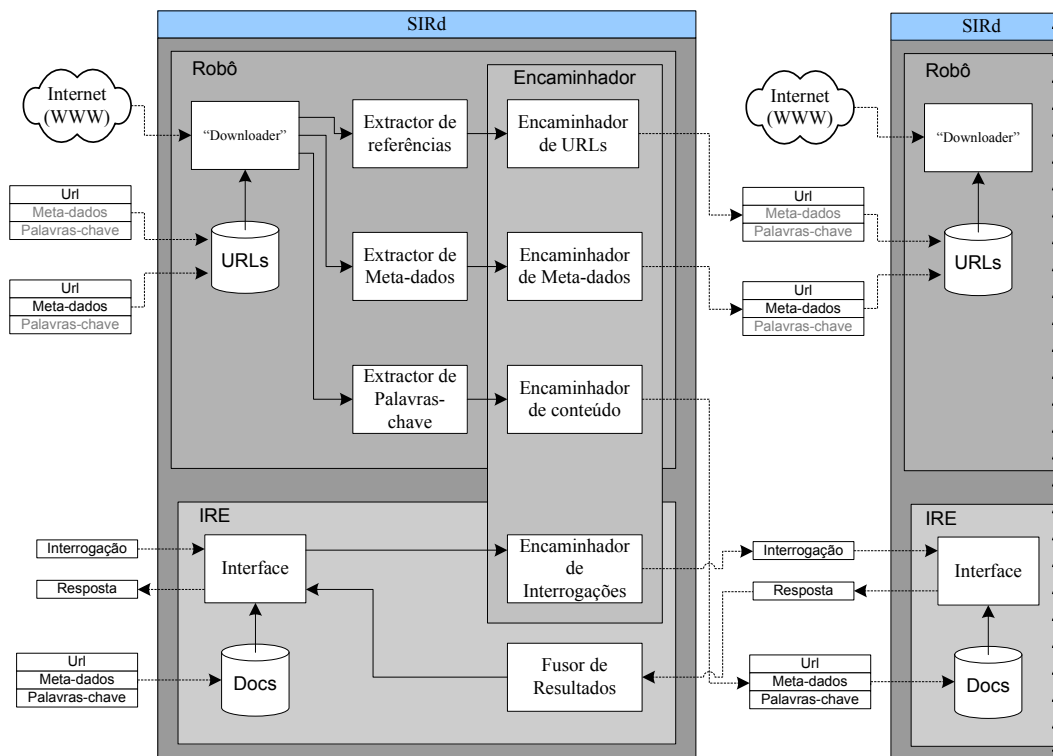 SIRd
Robô
Encaminhador
Internet
(WWW)
“Downloader”
Extractor de
referências
Encaminhador
de URLs
Url
Meta-dados
Palavras-chave
URLs
Extractor de
Meta-dados
Encaminhador
de Meta-dados
Url
Meta-dados
Palavras-chave
Extractor de
Palavras-
chave
Encaminhador
de conteúdo
IRE
Interrogação
Resposta
Interface
Encaminhador
de
Interrogações
Url
Meta-dados
Palavras-chave
Docs
Fusor de
Resultados
SIRd
Robô
Internet
(WWW)
“Downloader”
Url
Meta-dados
Palavras-chave
URLs
Url
Meta-dados
Palavras-chave
IRE
Interrogação
Resposta
Interface
Url
Meta-dados
Palavras-chave
Docs